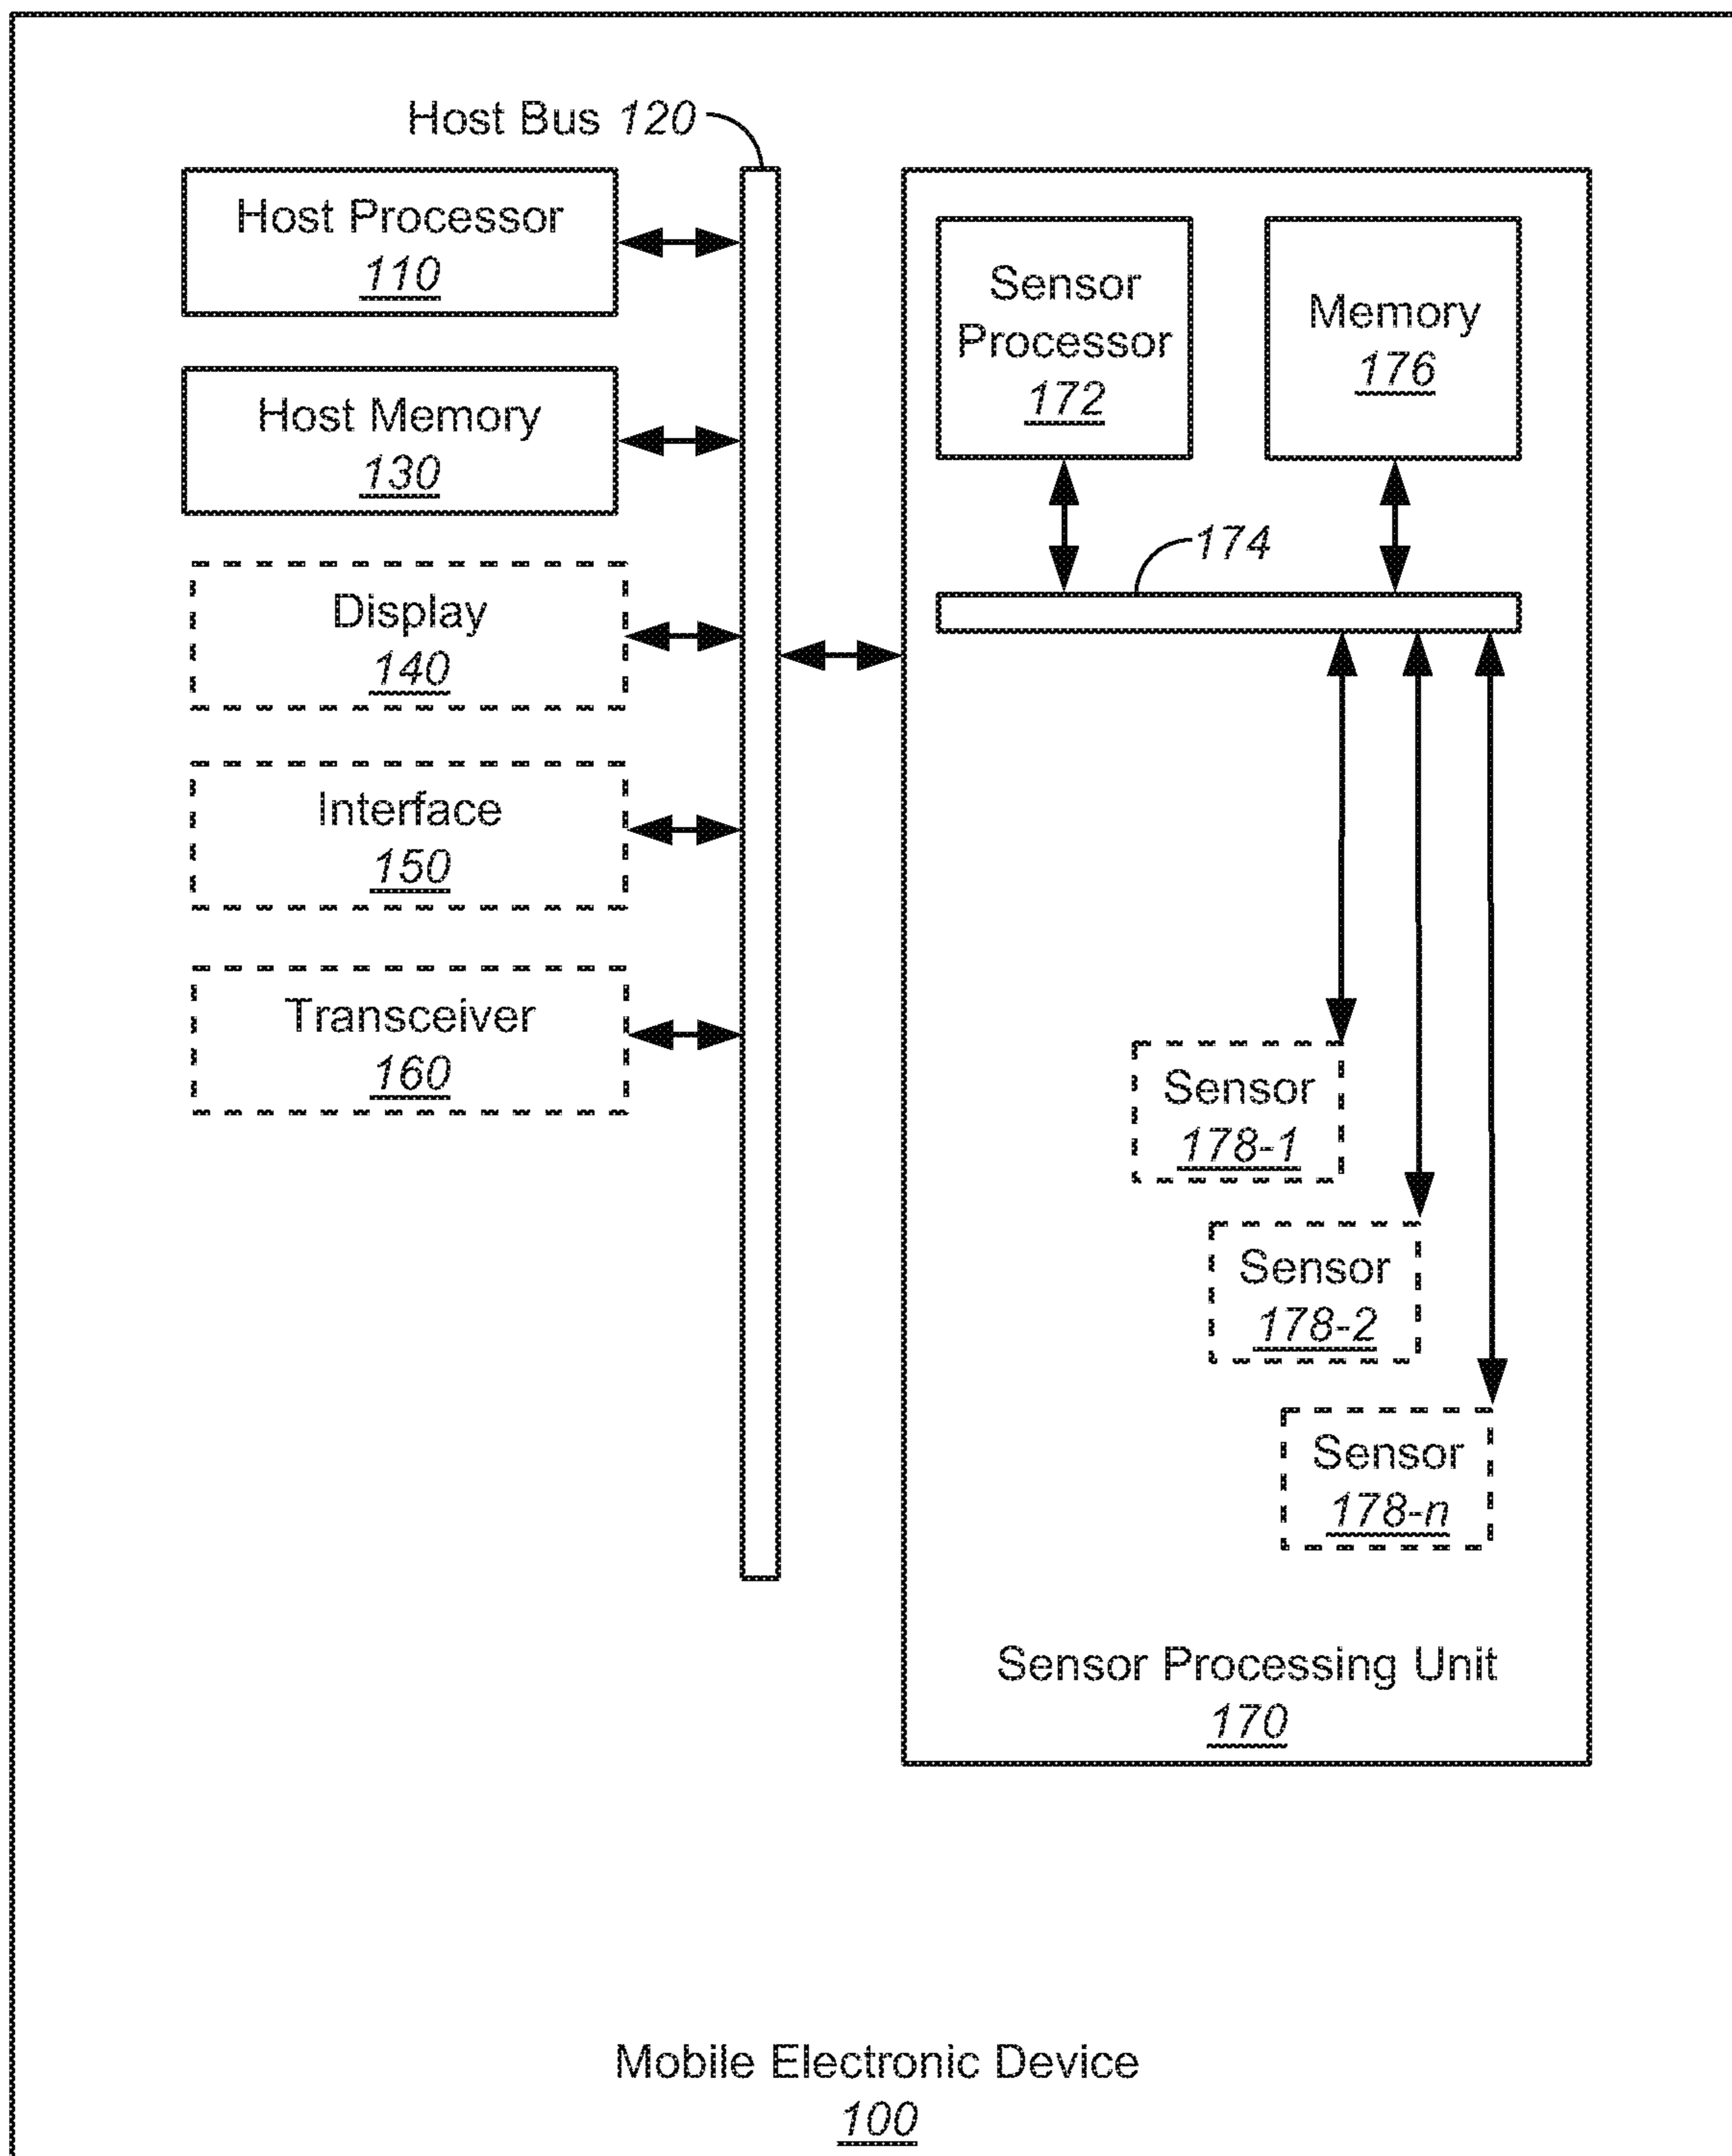 Host Bus 120
Host Processor
110
Host Memory
130
Display
140
Interface
150
Transceiver
160
Sensor
Processor
172
Memory
176
174
Sensor
178-1
Sensor
178-2
Sensor
178-n
Sensor Processing Unit
170
Mobile Electronic Device
100